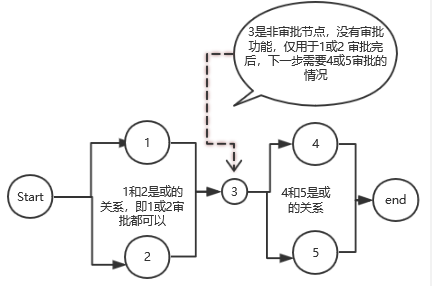 3是非审批节点，没有审批
功能，仅用于1或2 审批完
后，下一步需要4或5审批的
情况
1
4
Start
1和2是或的
关系，即1或2审
批都可以
3
4和5是或
的关系
end
2
5